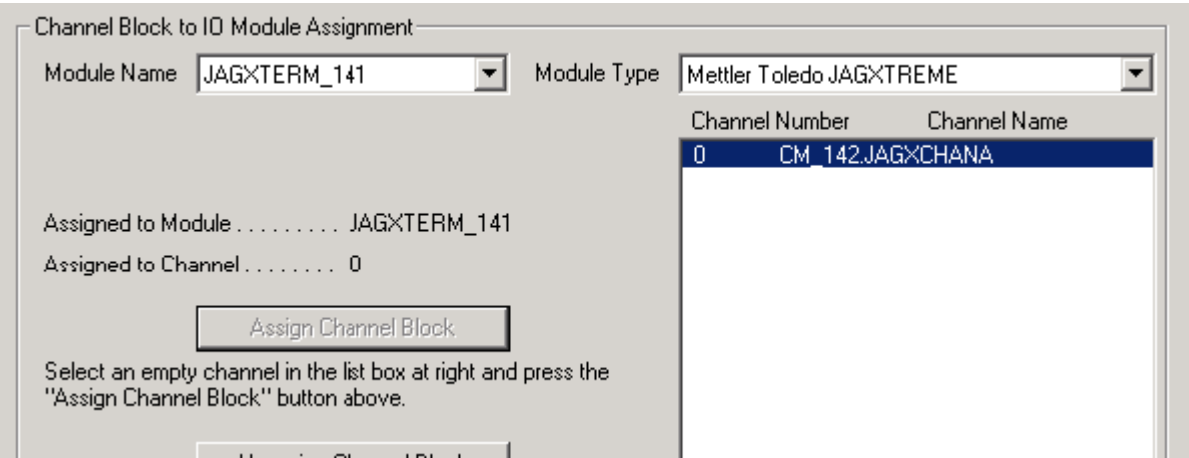 Channel Block to IO Module Assignment
Module Name JAGXTERM_141 Module Type Mettler Toledo JAGXTREME
Channel Number Channel Name
0 CM_142.JAGXCHANA
Assigned to Module . . . . . . . . . JAGXTERM_141
Assigned to Channel . . . . . . . . 0
Assign Channel Block
Select an empty channel in the list box at right and press the
"Assign Channel Block" button above.